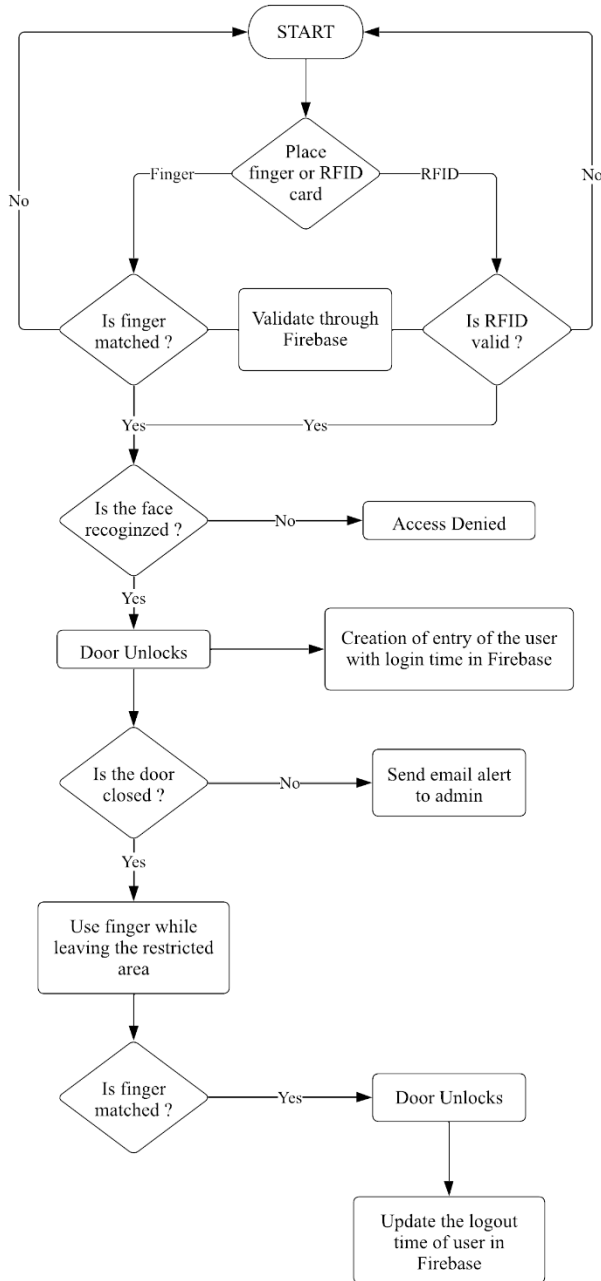 START
Place
finger or RFID
card
Finger
RFID
No
No
Is finger
matched ?
Validate through
Firebase
Is RFID
valid ?
Yes
Yes
Is the face
recoginzed ?
No
Access Denied
Yes
Door Unlocks
Creation of entry of the user
with login time in Firebase
Is the door
closed ?
No
Send email alert
to admin
Yes
Use finger while
leaving the restricted
area
Is finger
matched ?
Yes
Door Unlocks
Update the logout
time of user in
Firebase